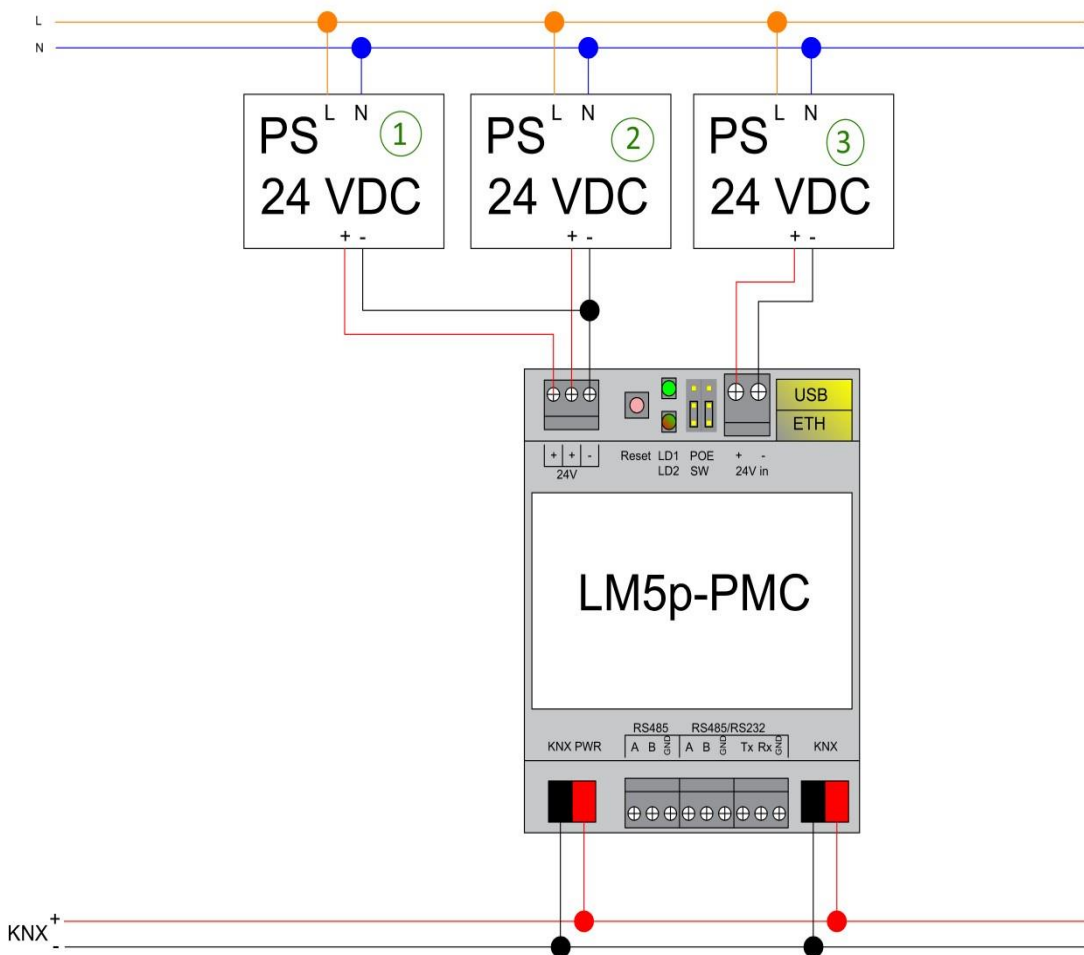 L
N
L N L N L N
PS 1 PS 2 PS 3
24 VDC 24 VDC 24 VDC
+ - + - + -
USB
ETH
+ + - Reset LD1 POE + -
24V LD2 SW 24V in
LM5p-PMC
RS485 RS485/RS232
KNX PWR A B GND A B GND Tx Rx GND KNX
KNX +
-